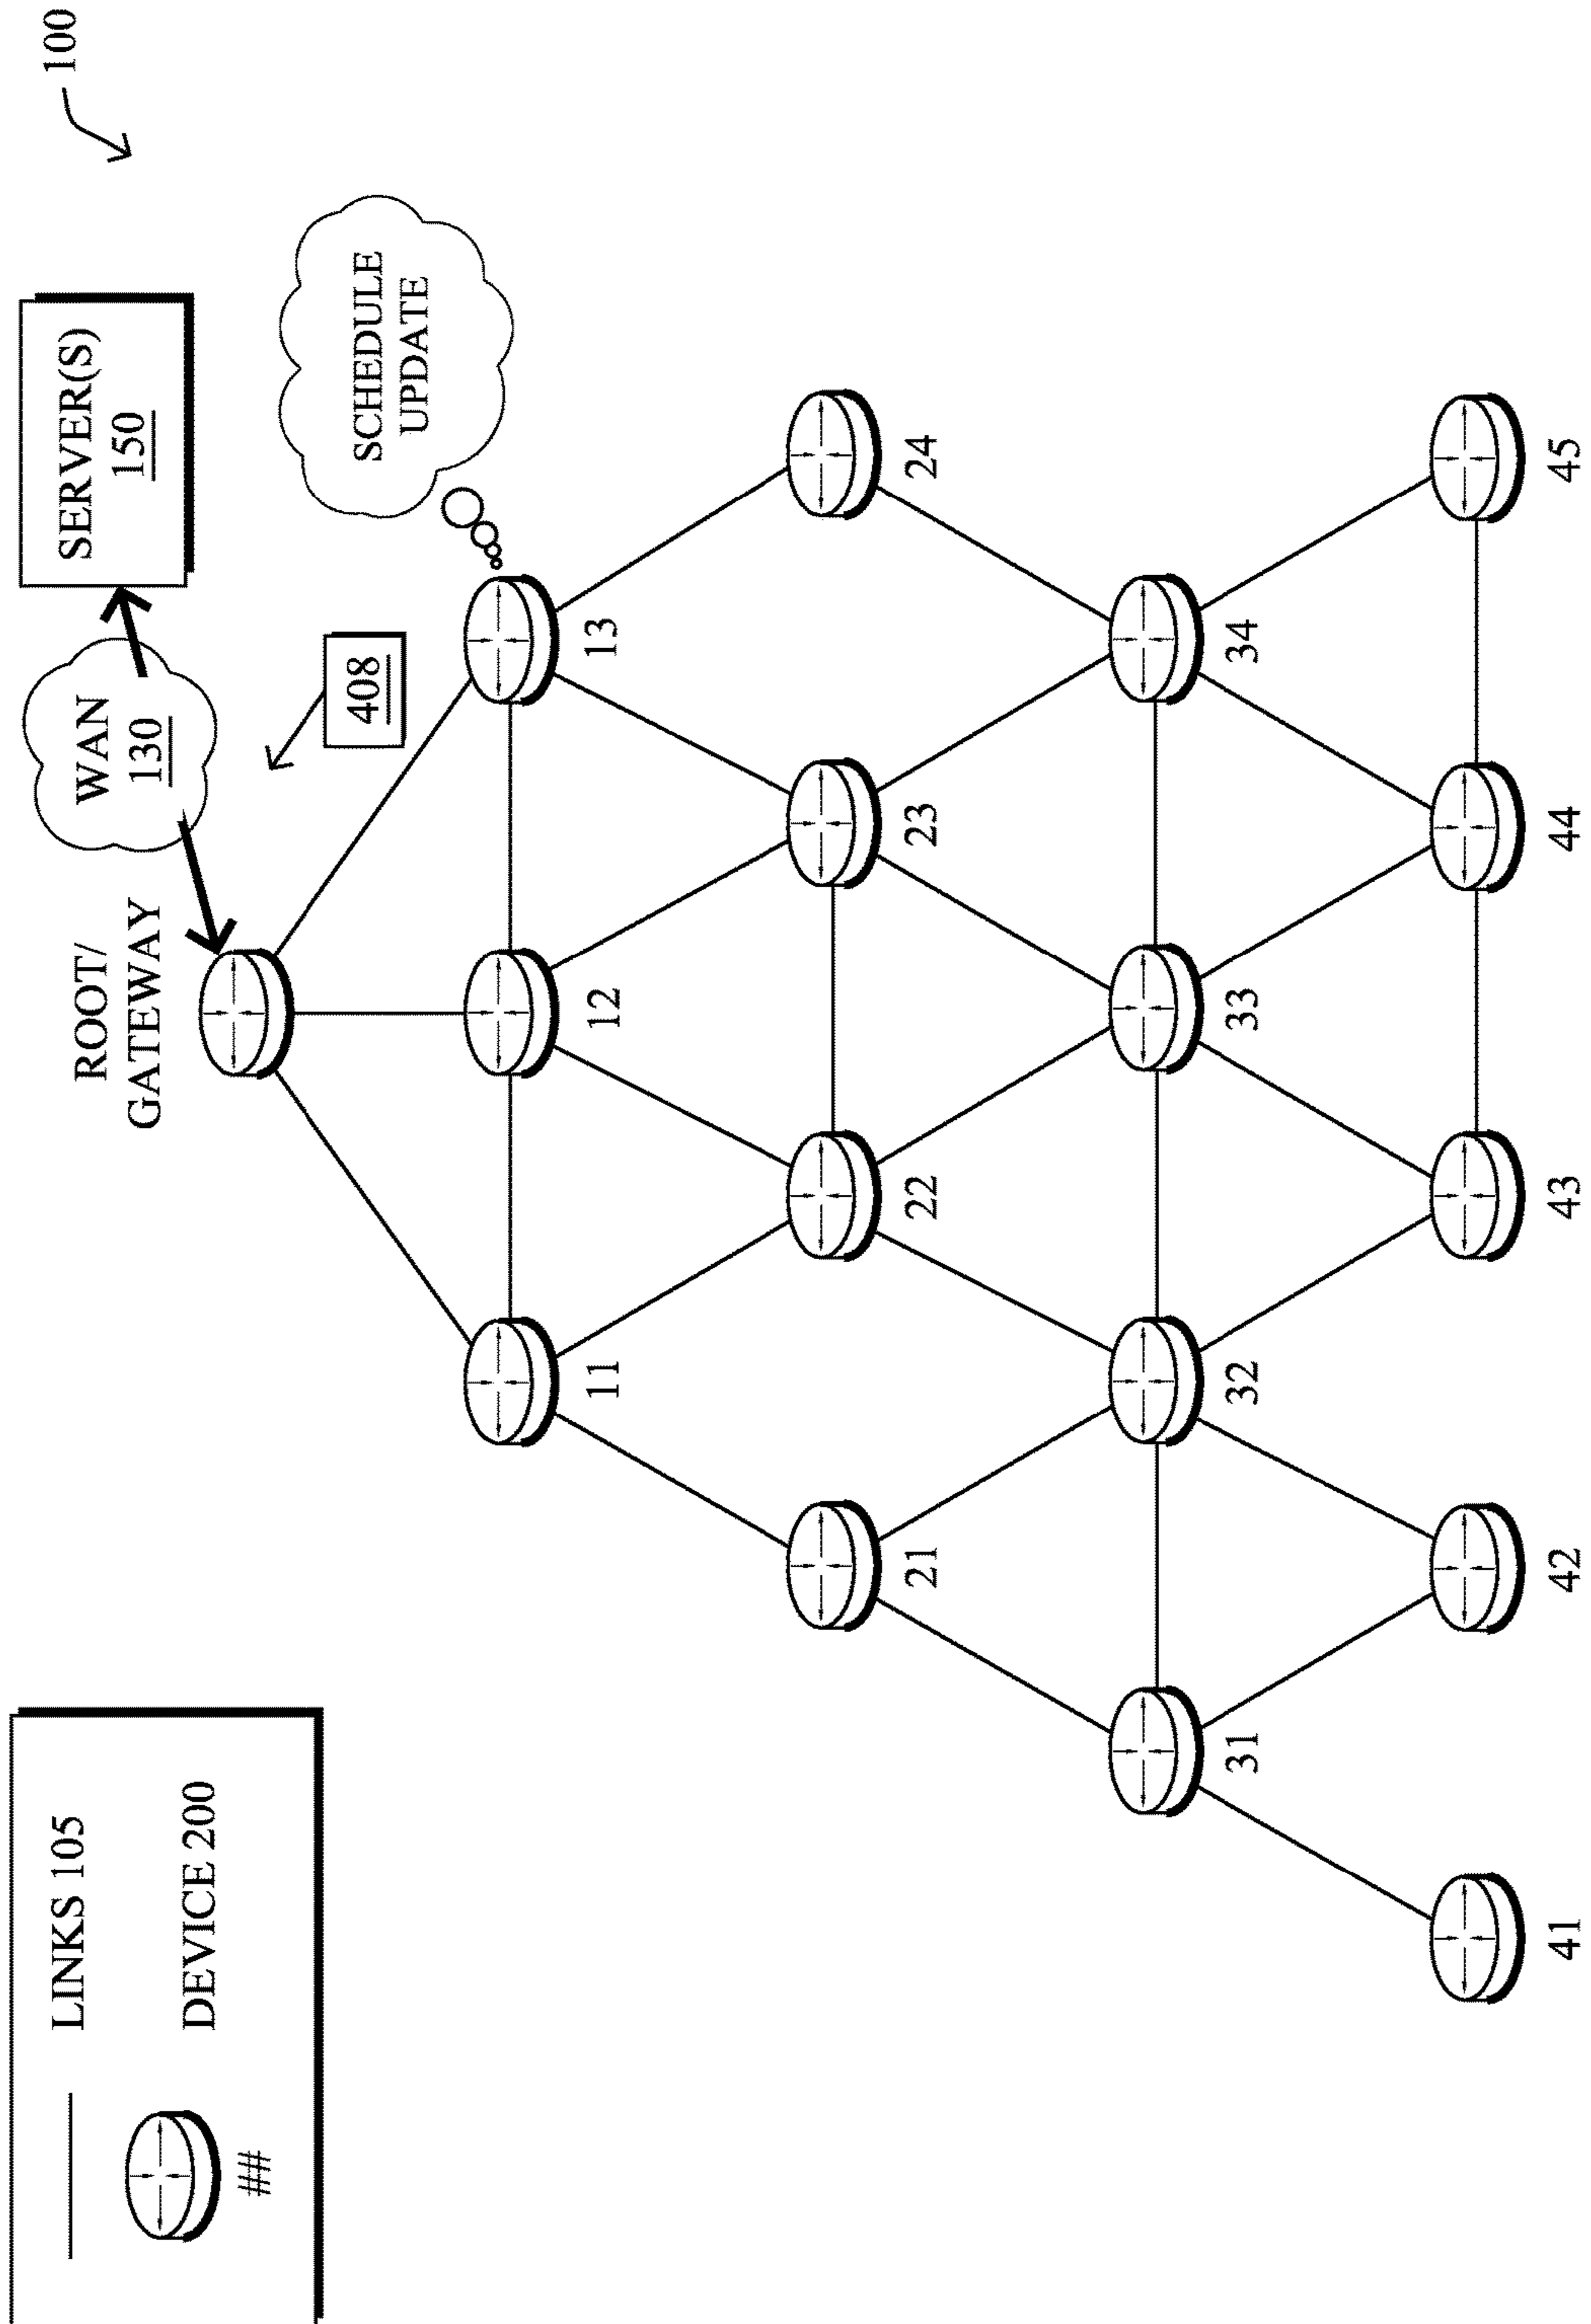 LINKS 105
DEVICE 200
##
ROOT/
GATEWAY
WAN
130
SERVER(S)
150
100
408
SCHEDULE
UPDATE
11
12
13
21
22
23
24
31
32
33
34
41
42
43
44
45